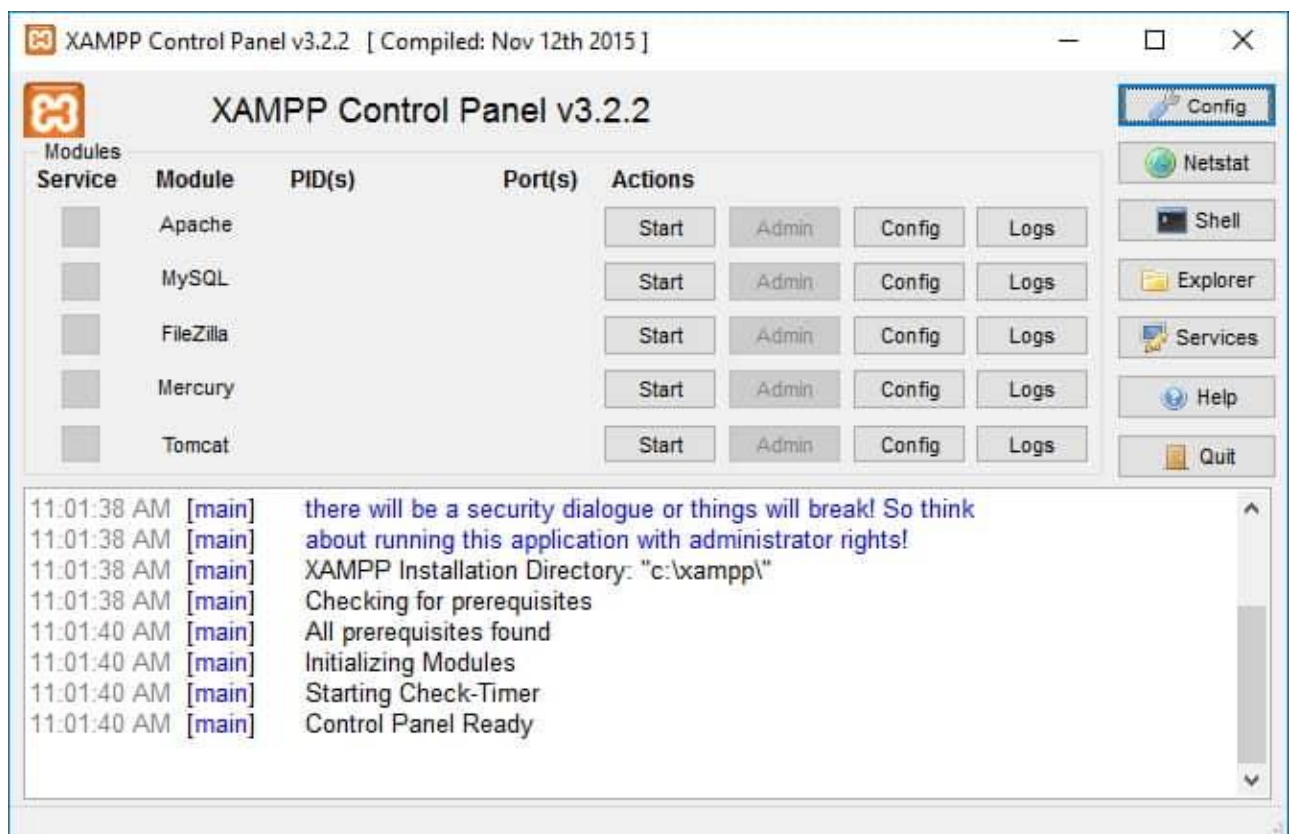 XAMPP Control Panel v3.2.2 [ Compiled: Nov 12th 2015 ]
XAMPP Control Panel v3.2.2
Config
Modules
Netstat
Service Module PID(s) Port(s) Actions
Apache Start Admin Config Logs
Shell
MySQL Start Admin Config Logs
Explorer
FileZilla Start Admin Config Logs
Services
Mercury Start Admin Config Logs
Help
Tomcat Start Admin Config Logs
Quit
11:01:38 AM [main] there will be a security dialogue or things will break! So think
11:01:38 AM [main] about running this application with administrator rights!
11:01:38 AM [main] XAMPP Installation Directory: "c:\xampp\"
11:01:38 AM [main] Checking for prerequisites
11:01:40 AM [main] All prerequisites found
11:01:40 AM [main] Initializing Modules
11:01:40 AM [main] Starting Check-Timer
11:01:40 AM [main] Control Panel Ready